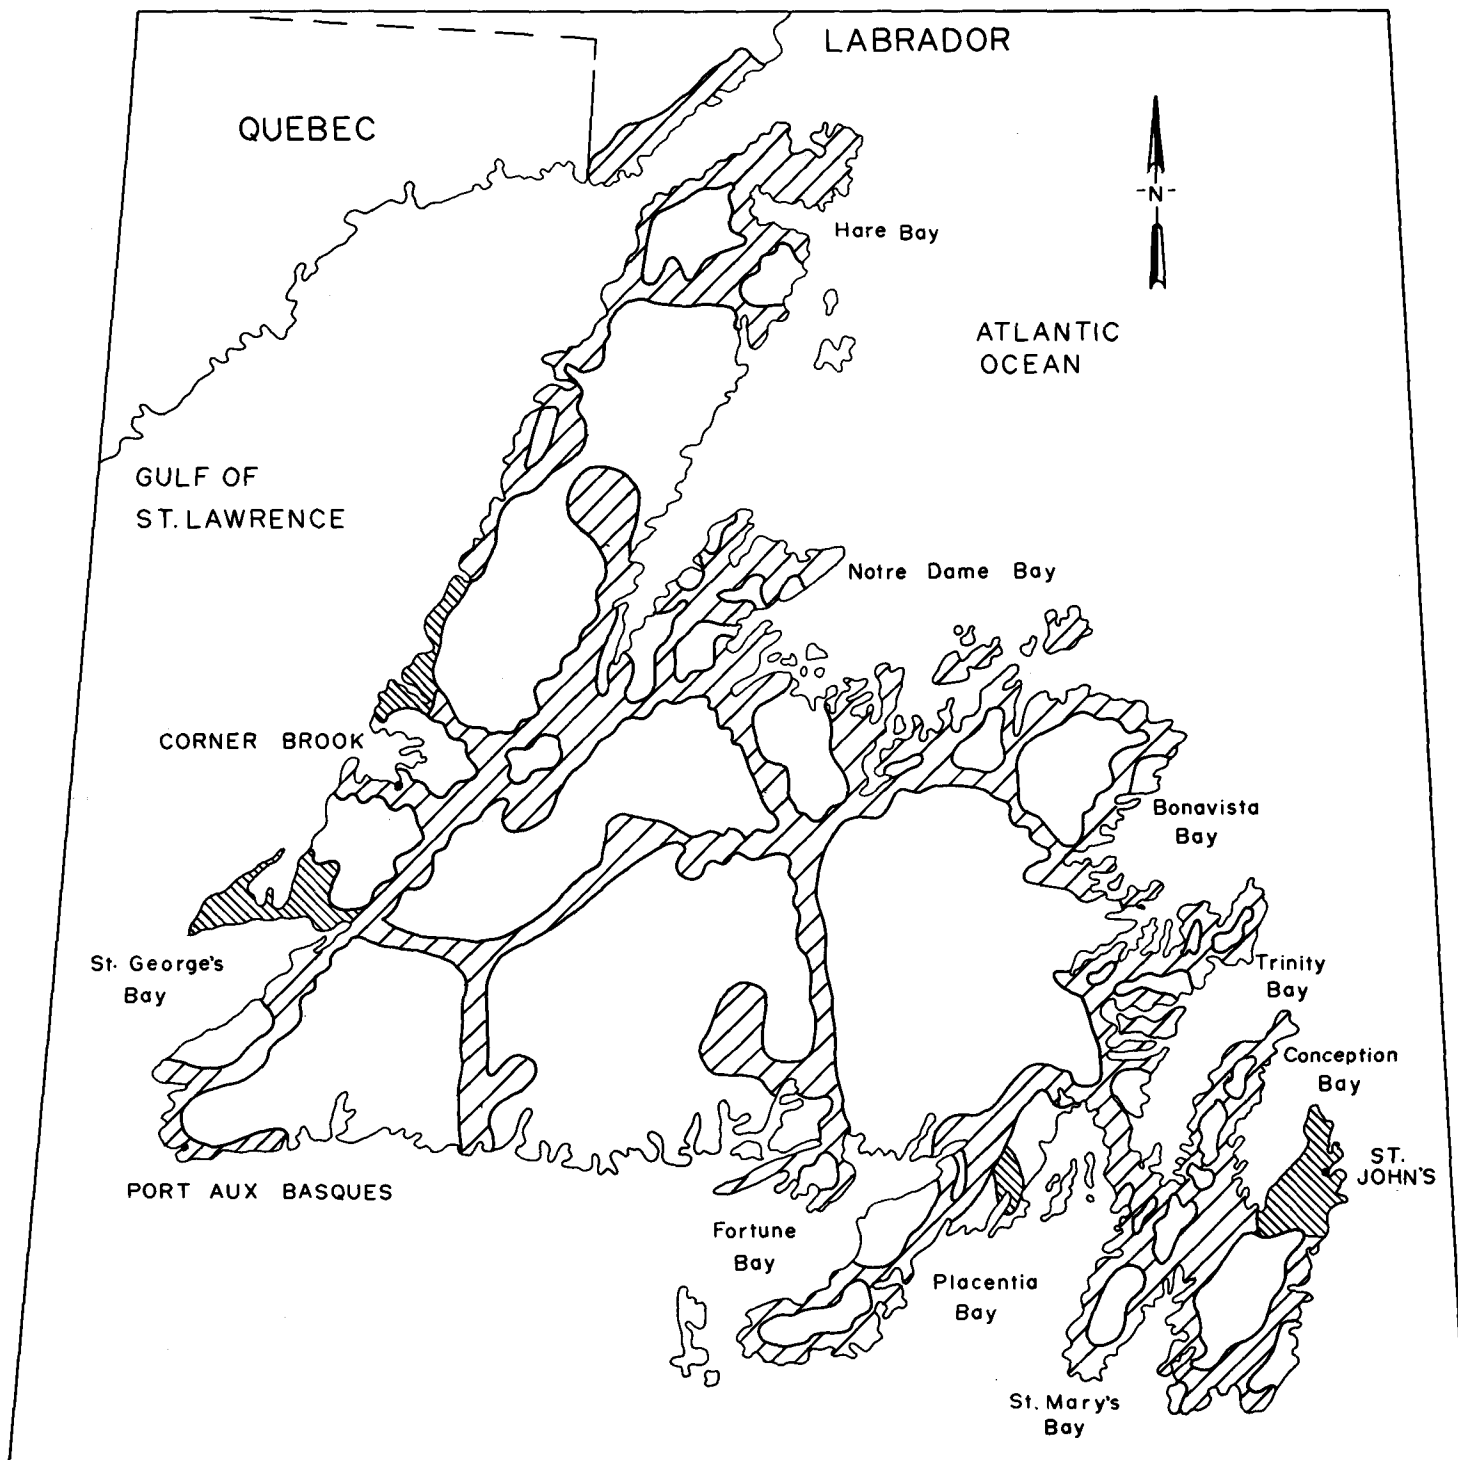 LABRADOR
QUEBEC
N
Hare Bay
ATLANTIC
OCEAN
GULF OF
ST. LAWRENCE
Notre Dame Bay
CORNER BROOK
Bonavista
Bay
St. George's
Bay
Trinity
Bay
Conception
Bay
ST.
JOHN'S
PORT AUX BASQUES
Fortune
Bay
Placentia
Bay
St. Mary's
Bay